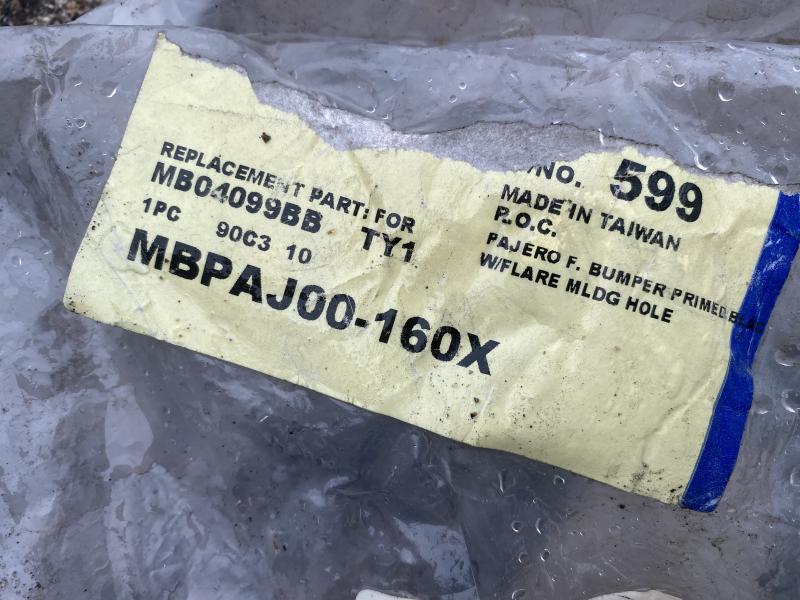 REPLACEMENT PART: FOR
MB04099BB TY1
1PC 90C3 10
MBPAJ00-160X
/NO. 599
MADE IN TAIWAN
R.O.C.
PAJERO F. BUMPER PRIMED BLAC
W/FLARE MLDG HOLE